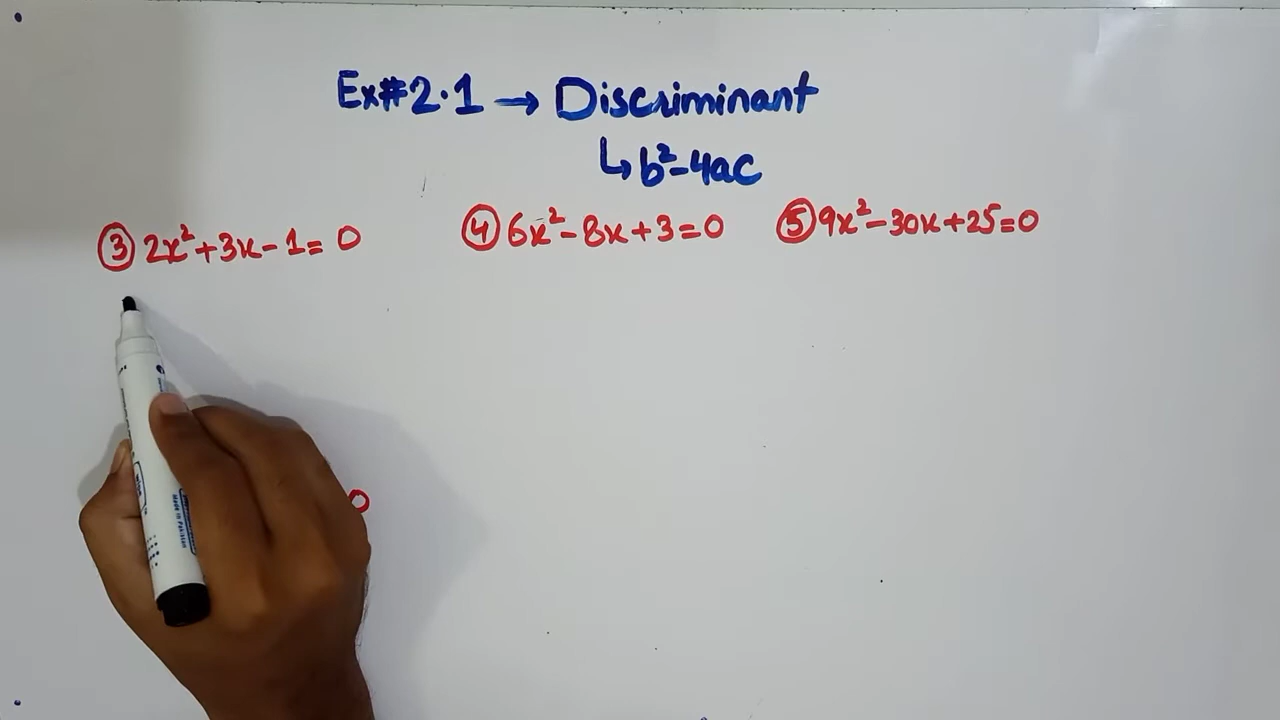 Ex#2.1 → Discriminant
↳ b²-4ac
③ 2x²+3x-1=0
④ 6x²-8x+3=0
⑤ 9x²-30x+25=0
0